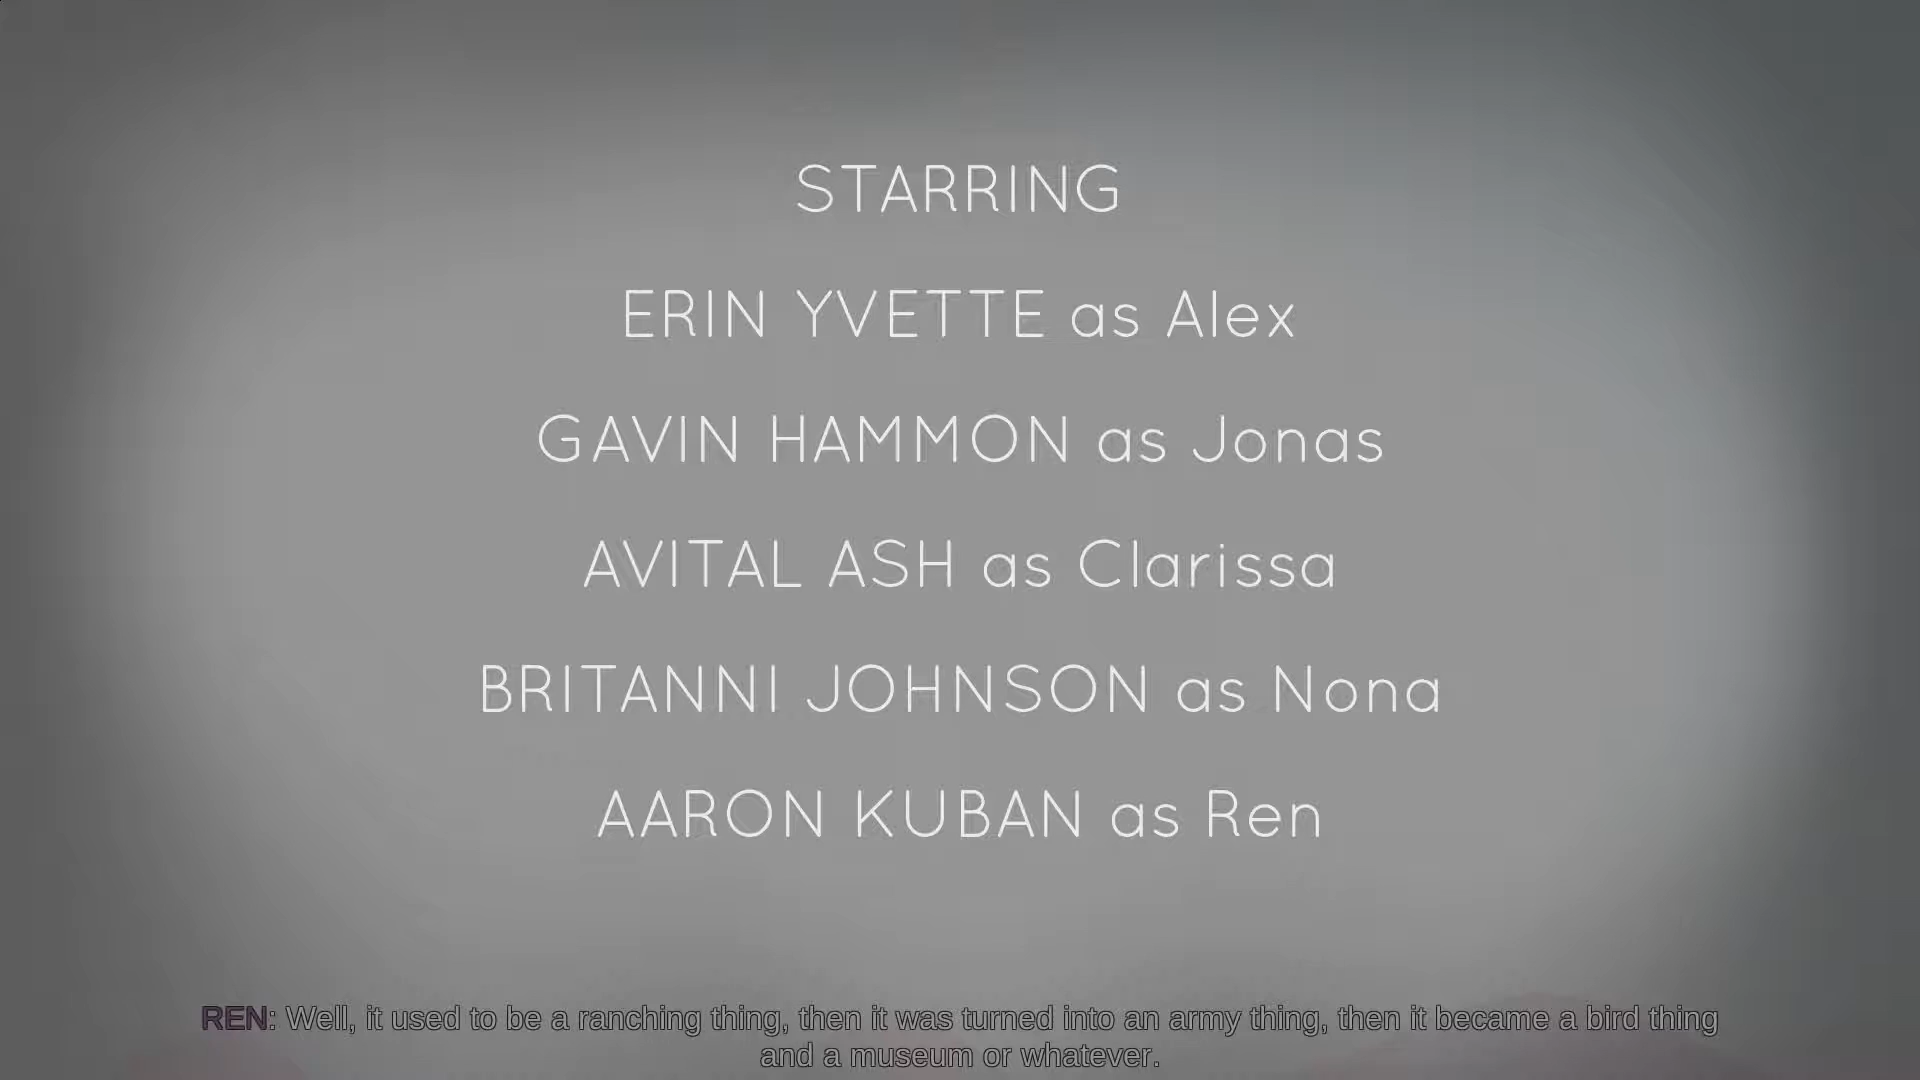 STARRING
ERIN YVETTE as Alex
GAVIN HAMMON as Jonas
AVITAL ASH as Clarissa
BRITANNI JOHNSON as Nona
AARON KUBAN as Ren
REN: Well, it used to be a ranching thing, then it was turned into an army thing, then it became a bird thing
and a museum or whatever.